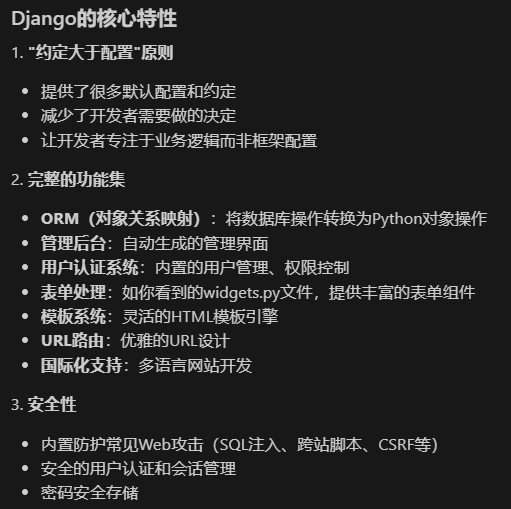 Django的核心特性
1. "约定大于配置"原则
• 提供了很多默认配置和约定
• 减少了开发者需要做的决定
• 让开发者专注于业务逻辑而非框架配置
2. 完整的功能集
• ORM（对象关系映射）: 将数据库操作转换为Python对象操作
• 管理后台: 自动生成的管理界面
• 用户认证系统: 内置的用户管理、权限控制
• 表单处理: 如你看到的widgets.py文件，提供丰富的表单组件
• 模板系统: 灵活的HTML模板引擎
• URL路由: 优雅的URL设计
• 国际化支持: 多语言网站开发
3. 安全性
• 内置防护常见Web攻击（SQL注入、跨站脚本、CSRF等）
• 安全的用户认证和会话管理
• 密码安全存储